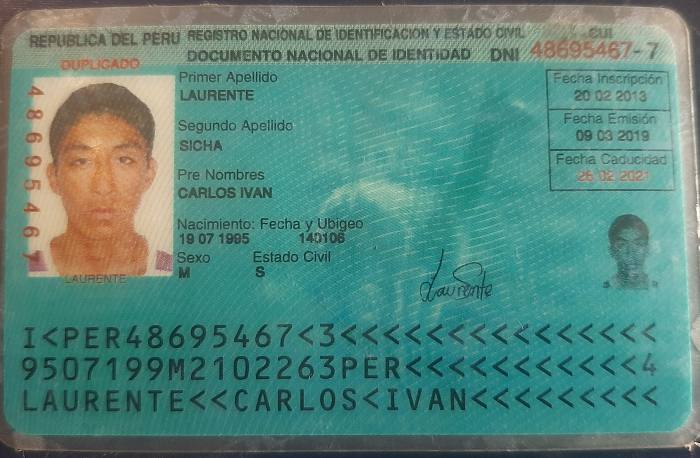 REPUBLICA DEL PERU REGISTRO NACIONAL DE IDENTIFICACION Y ESTADO CIVIL CUI
DOCUMENTO NACIONAL DE IDENTIDAD DNI 48695467-7
DUPLICADO
Primer Apellido
LAURENTE
Segundo Apellido
SICHA
Pre Nombres
CARLOS IVAN
Nacimiento: Fecha y Ubigeo
19 07 1995 140106
Sexo Estado Civil
M S
Fecha Inscripción
20 02 2013
Fecha Emisión
09 03 2019
Fecha Caducidad
26 02 2021
48695467
LAURENTE
Laurente
I<PER48695467<3<<<<<<<<<<<<<<<
9507199M2102263PER<<<<<<<<<<<4
LAURENTE<<CARLOS<IVAN<<<<<<<<<